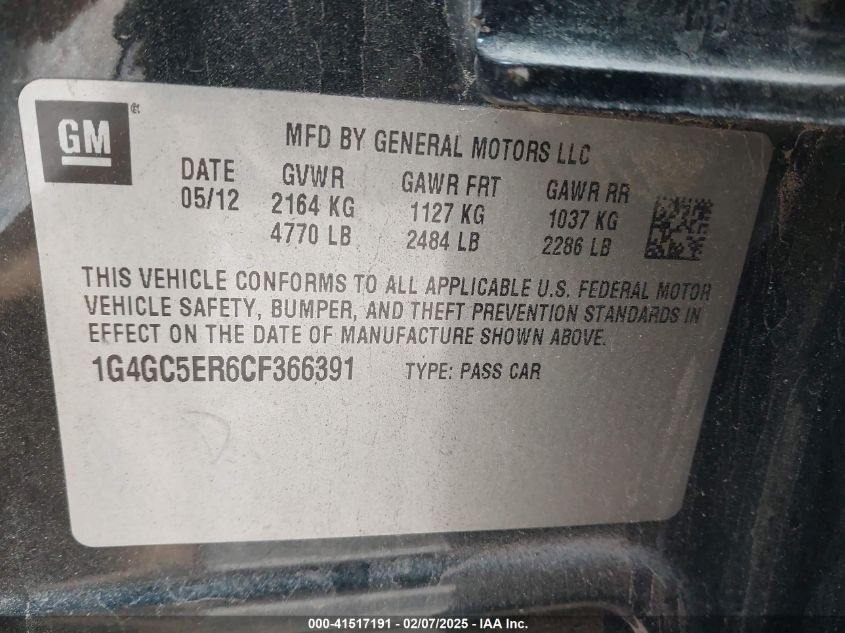 GM
MFD BY GENERAL MOTORS LLC
DATE GVWR GAWR FRT GAWR RR
05/12 2164 KG 1127 KG 1037 KG
4770 LB 2484 LB 2286 LB
THIS VEHICLE CONFORMS TO ALL APPLICABLE U.S. FEDERAL MOTOR
VEHICLE SAFETY, BUMPER, AND THEFT PREVENTION STANDARDS IN
EFFECT ON THE DATE OF MANUFACTURE SHOWN ABOVE.
1G4GC5ER6CF366391 TYPE: PASS CAR
000-41517191 - 02/07/2025 - IAA Inc.